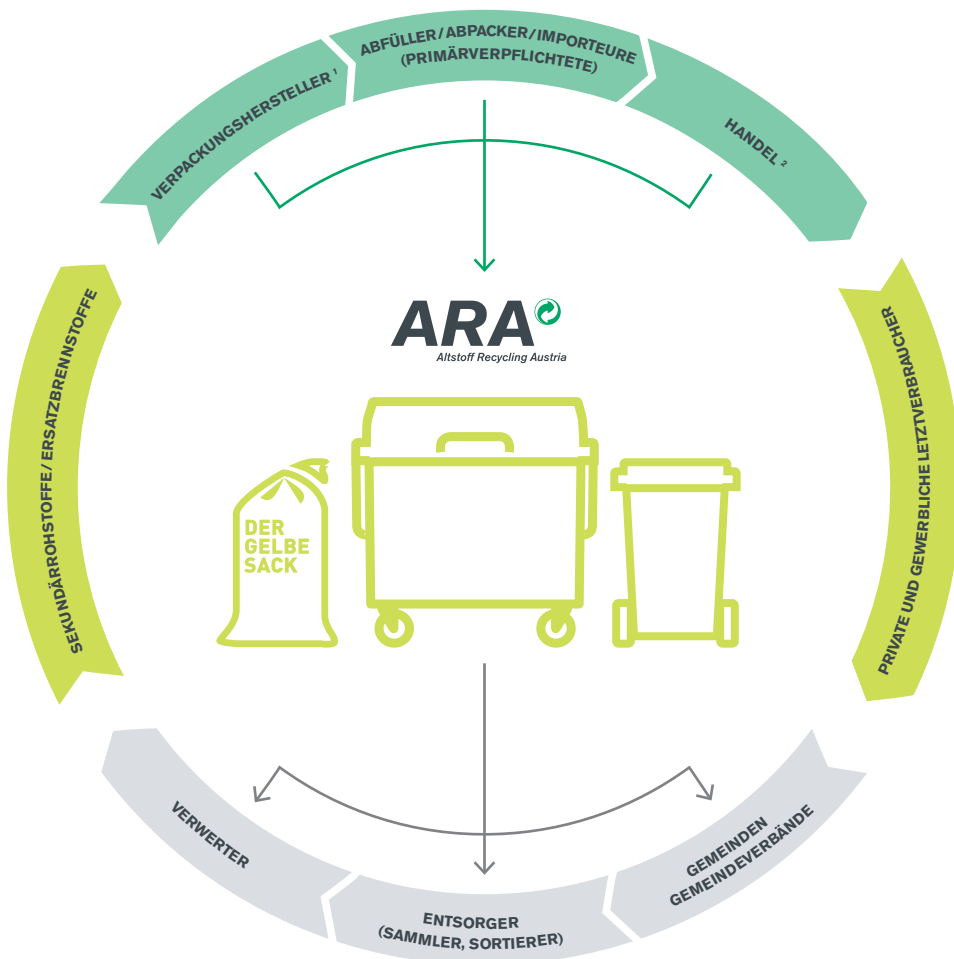 ABFÜLLER/ABPACKER/IMPORTEURE
(PRIMÄRVERPFLICHTETE)
VERPACKUNGSHERSTELLER ¹
HANDEL ²
ARA
Altstoff Recycling Austria
SEKUNDÄRROHSTOFFE/ ERSATZBRENNSTOFFE
PRIVATE UND GEWERBLICHE LETZTVERBRAUCHER
DER
GELBE
SACK
VERWERTER
GEMEINDEN
GEMEINDEVERBÄNDE
ENTSORGER
(SAMMLER, SORTIERER)